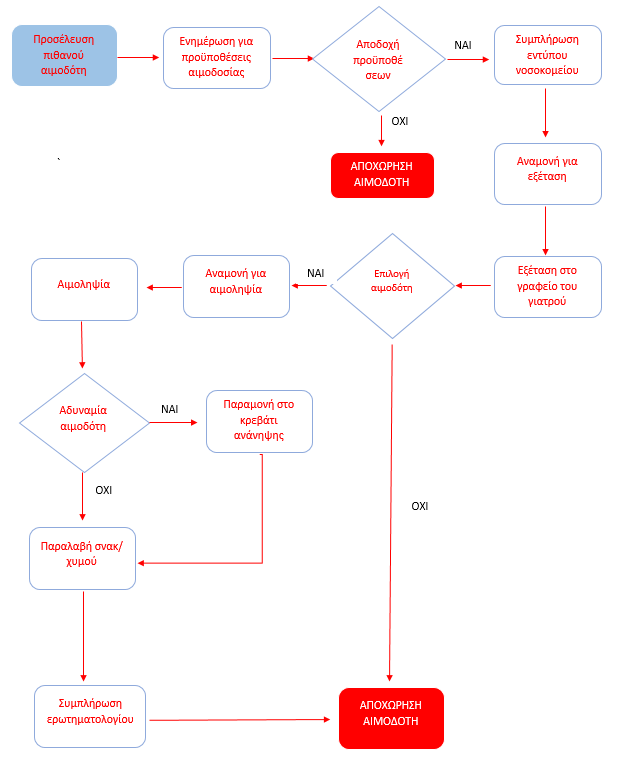 Προσέλευση
πιθανού
αιμοδότη
Ενημέρωση για
προϋποθέσεις
αιμοδοσίας
Αποδοχή
προϋποθέ
σεων
ΝΑΙ
Συμπλήρωση
εντύπου
νοσοκομείου
ΟΧΙ
ΑΠΟΧΩΡΗΣΗ
ΑΙΜΟΔΟΤΗ
`
Αναμονή για
εξέταση
Εξέταση στο
γραφείο του
γιατρού
Επιλογή
αιμοδότη
ΝΑΙ
Αναμονή για
αιμοληψία
Αιμοληψία
Αδυναμία
αιμοδότη
ΝΑΙ
Παραμονή στο
κρεβάτι
ανάνηψης
ΟΧΙ
ΟΧΙ
Παραλαβή σνακ/
χυμού
Συμπλήρωση
ερωτηματολογίου
ΑΠΟΧΩΡΗΣΗ
ΑΙΜΟΔΟΤΗ